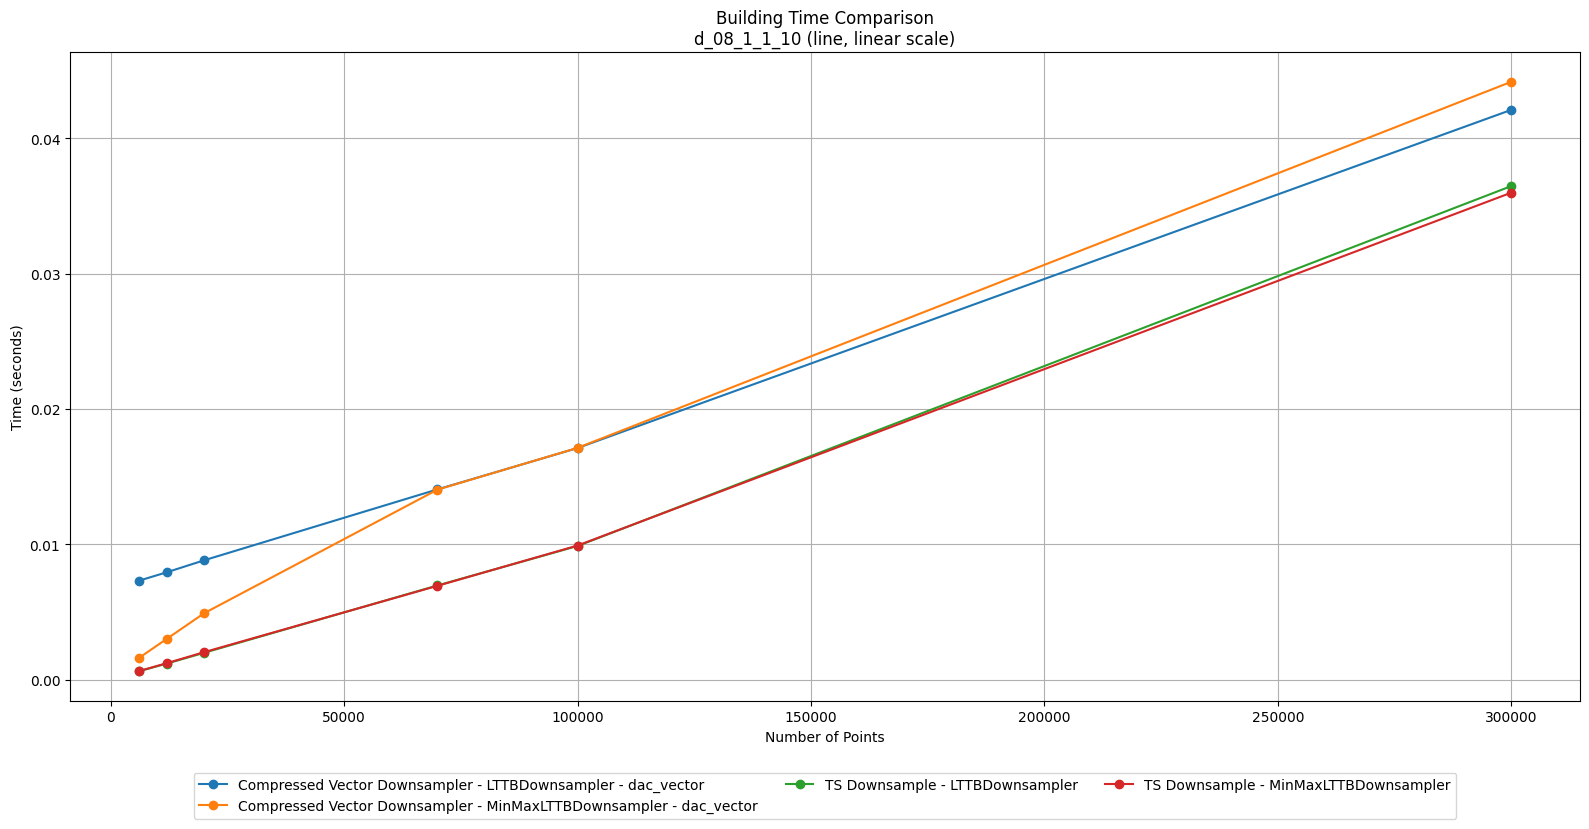 Building Time Comparison
d_08_1_1_10 (line, linear scale)
Time (seconds)
0.04
0.03
0.02
0.01
0.00
0 50000 100000 150000 200000 250000 300000
Number of Points
Compressed Vector Downsampler - LTTBDownsampler - dac_vector
Compressed Vector Downsampler - MinMaxLTTBDownsampler - dac_vector
TS Downsample - LTTBDownsampler
TS Downsample - MinMaxLTTBDownsampler